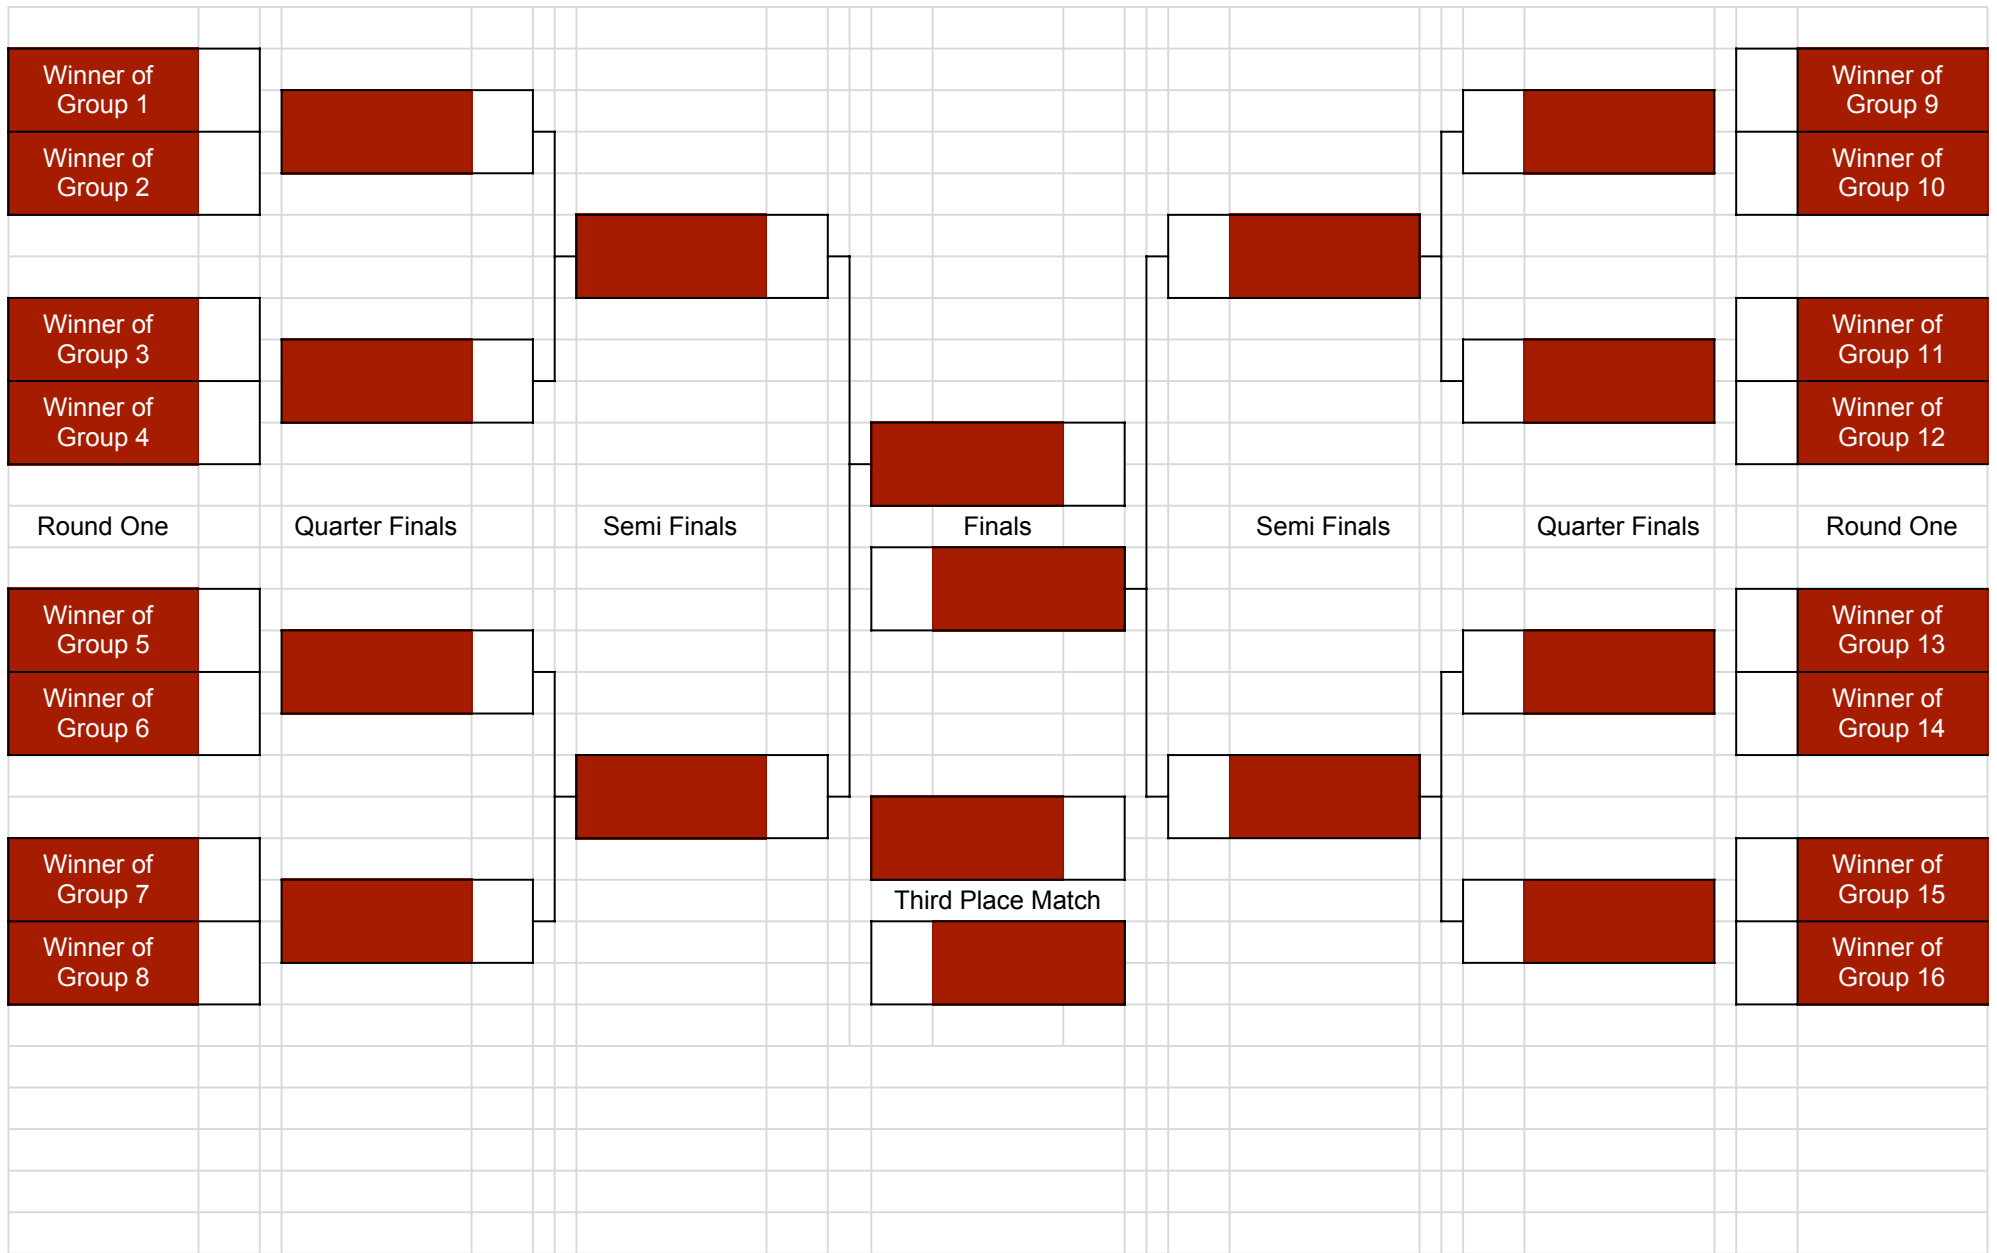 Winner of
Group 1
Winner of
Group 2
Winner of
Group 3
Winner of
Group 4
Round One
Winner of
Group 5
Winner of
Group 6
Winner of
Group 7
Winner of
Group 8
Quarter Finals
Semi Finals
Finals
Third Place Match
Semi Finals
Quarter Finals
Winner of
Group 9
Winner of
Group 10
Winner of
Group 11
Winner of
Group 12
Round One
Winner of
Group 13
Winner of
Group 14
Winner of
Group 15
Winner of
Group 16